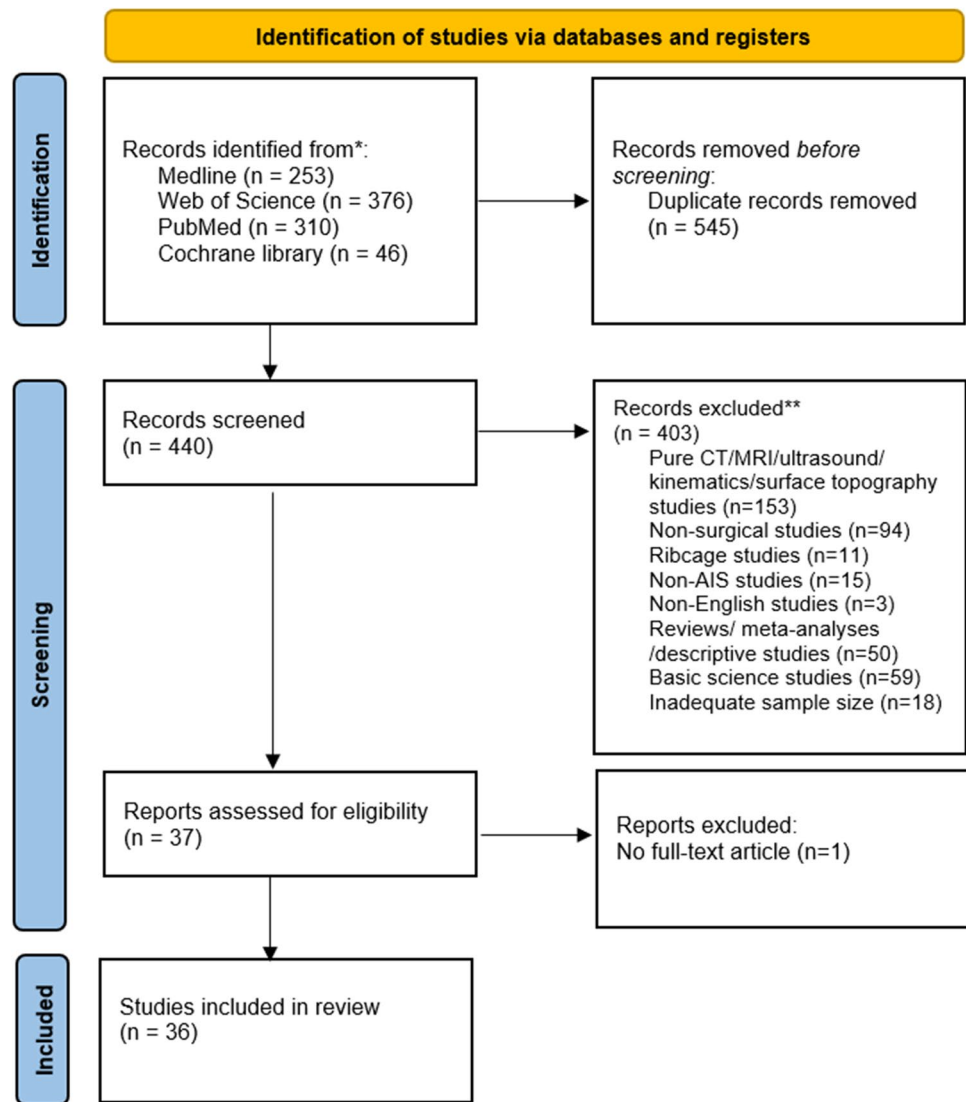 Identification of studies via databases and registers
Identification
Records identified from*:
Medline (n = 253)
Web of Science (n = 376)
PubMed (n = 310)
Cochrane library (n = 46)
Records removed before
screening:
Duplicate records removed
(n = 545)
Screening
Records screened
(n = 440)
Records excluded**
(n = 403)
Pure CT/MRI/ultrasound/
kinematics/surface topography
studies (n=153)
Non-surgical studies (n=94)
Ribcage studies (n=11)
Non-AIS studies (n=15)
Non-English studies (n=3)
Reviews/ meta-analyses
/descriptive studies (n=50)
Basic science studies (n=59)
Inadequate sample size (n=18)
Reports assessed for eligibility
(n = 37)
Reports excluded:
No full-text article (n=1)
Included
Studies included in review
(n = 36)